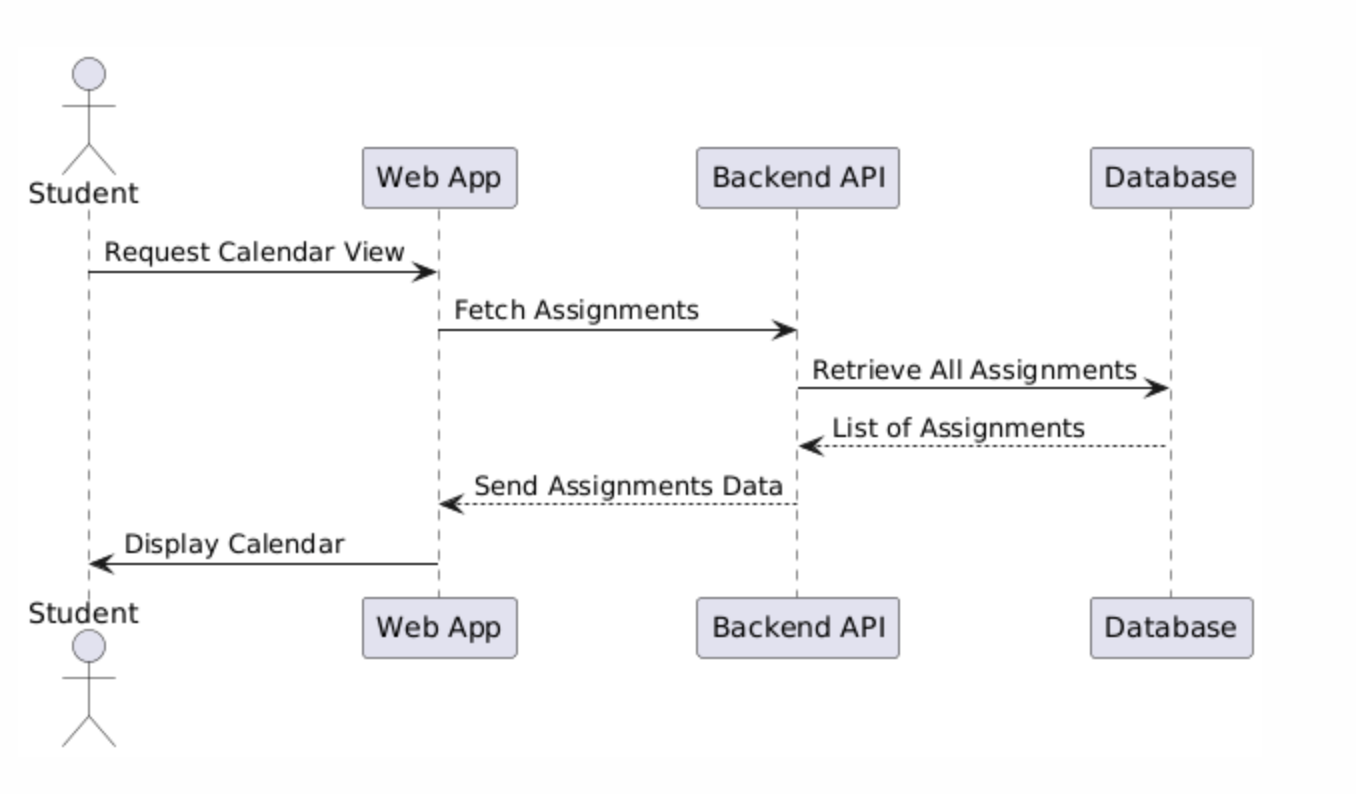 Student
Web App
Backend API
Database
Request Calendar View
Fetch Assignments
Retrieve All Assignments
List of Assignments
Send Assignments Data
Display Calendar
Student
Web App
Backend API
Database